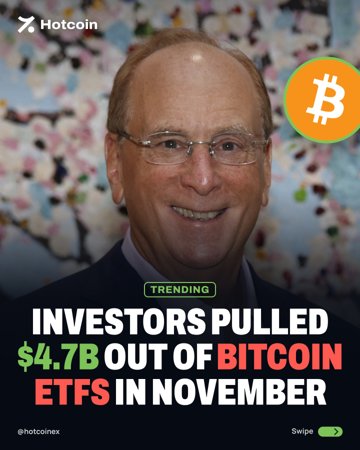 Hotcoin
TRENDING
INVESTORS PULLED
$4.7B OUT OF BITCOIN
ETFS IN NOVEMBER
@hotcoinex
Swipe